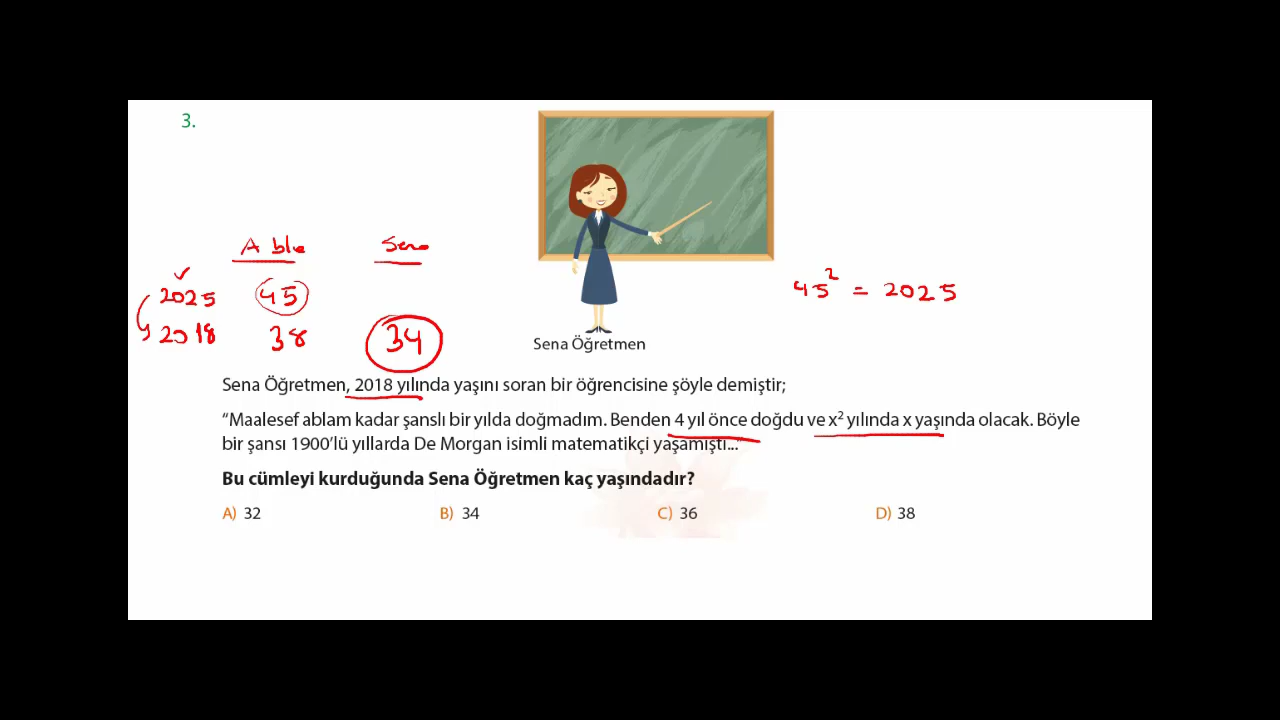 3.
Able Sena
2025 45
45² = 2025
2018 38 34
Sena Öğretmen
Sena Öğretmen, 2018 yılında yaşını soran bir öğrencisine şöyle demiştir;
“Maalesef ablam kadar şanslı bir yılda doğmadım. Benden 4 yıl önce doğdu ve x² yılında x yaşında olacak. Böyle
bir şansı 1900’lü yıllarda De Morgan isimli matematikçi yaşamıştı...”
Bu cümleyi kurduğunda Sena Öğretmen kaç yaşındadır?
A) 32 B) 34 C) 36 D) 38